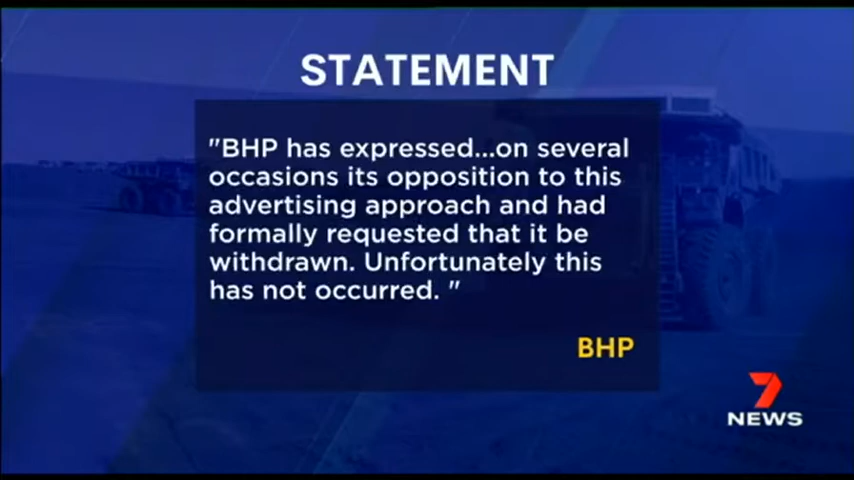 STATEMENT
"BHP has expressed...on several
occasions its opposition to this
advertising approach and had
formally requested that it be
withdrawn. Unfortunately this
has not occurred. "
BHP
7
NEWS